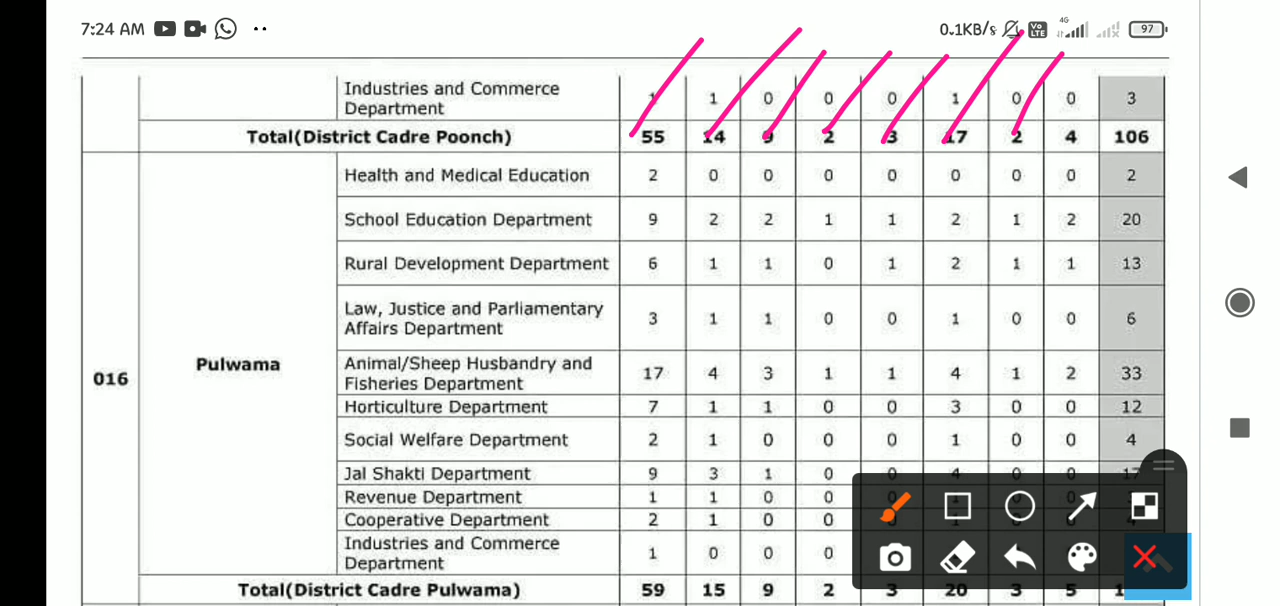 7:24 AM 0.1KB/s Vo LTE 4G 97
Industries and Commerce Department 1 1 0 0 0 1 0 0 3
Total(District Cadre Poonch) 55 14 9 2 3 17 2 4 106
016 Pulwama
Health and Medical Education 2 0 0 0 0 0 0 0 2
School Education Department 9 2 2 1 1 2 1 2 20
Rural Development Department 6 1 1 0 1 2 1 1 13
Law, Justice and Parliamentary Affairs Department 3 1 1 0 0 1 0 0 6
Animal/Sheep Husbandry and Fisheries Department 17 4 3 1 1 4 1 2 33
Horticulture Department 7 1 1 0 0 3 0 0 12
Social Welfare Department 2 1 0 0 0 1 0 0 4
Jal Shakti Department 9 3 1 0 0 4 0 0 17
Revenue Department 1 1 0 0
Cooperative Department 2 1 0 0
Industries and Commerce Department 1 0 0 0
Total(District Cadre Pulwama) 59 15 9 2 3 20 3 5